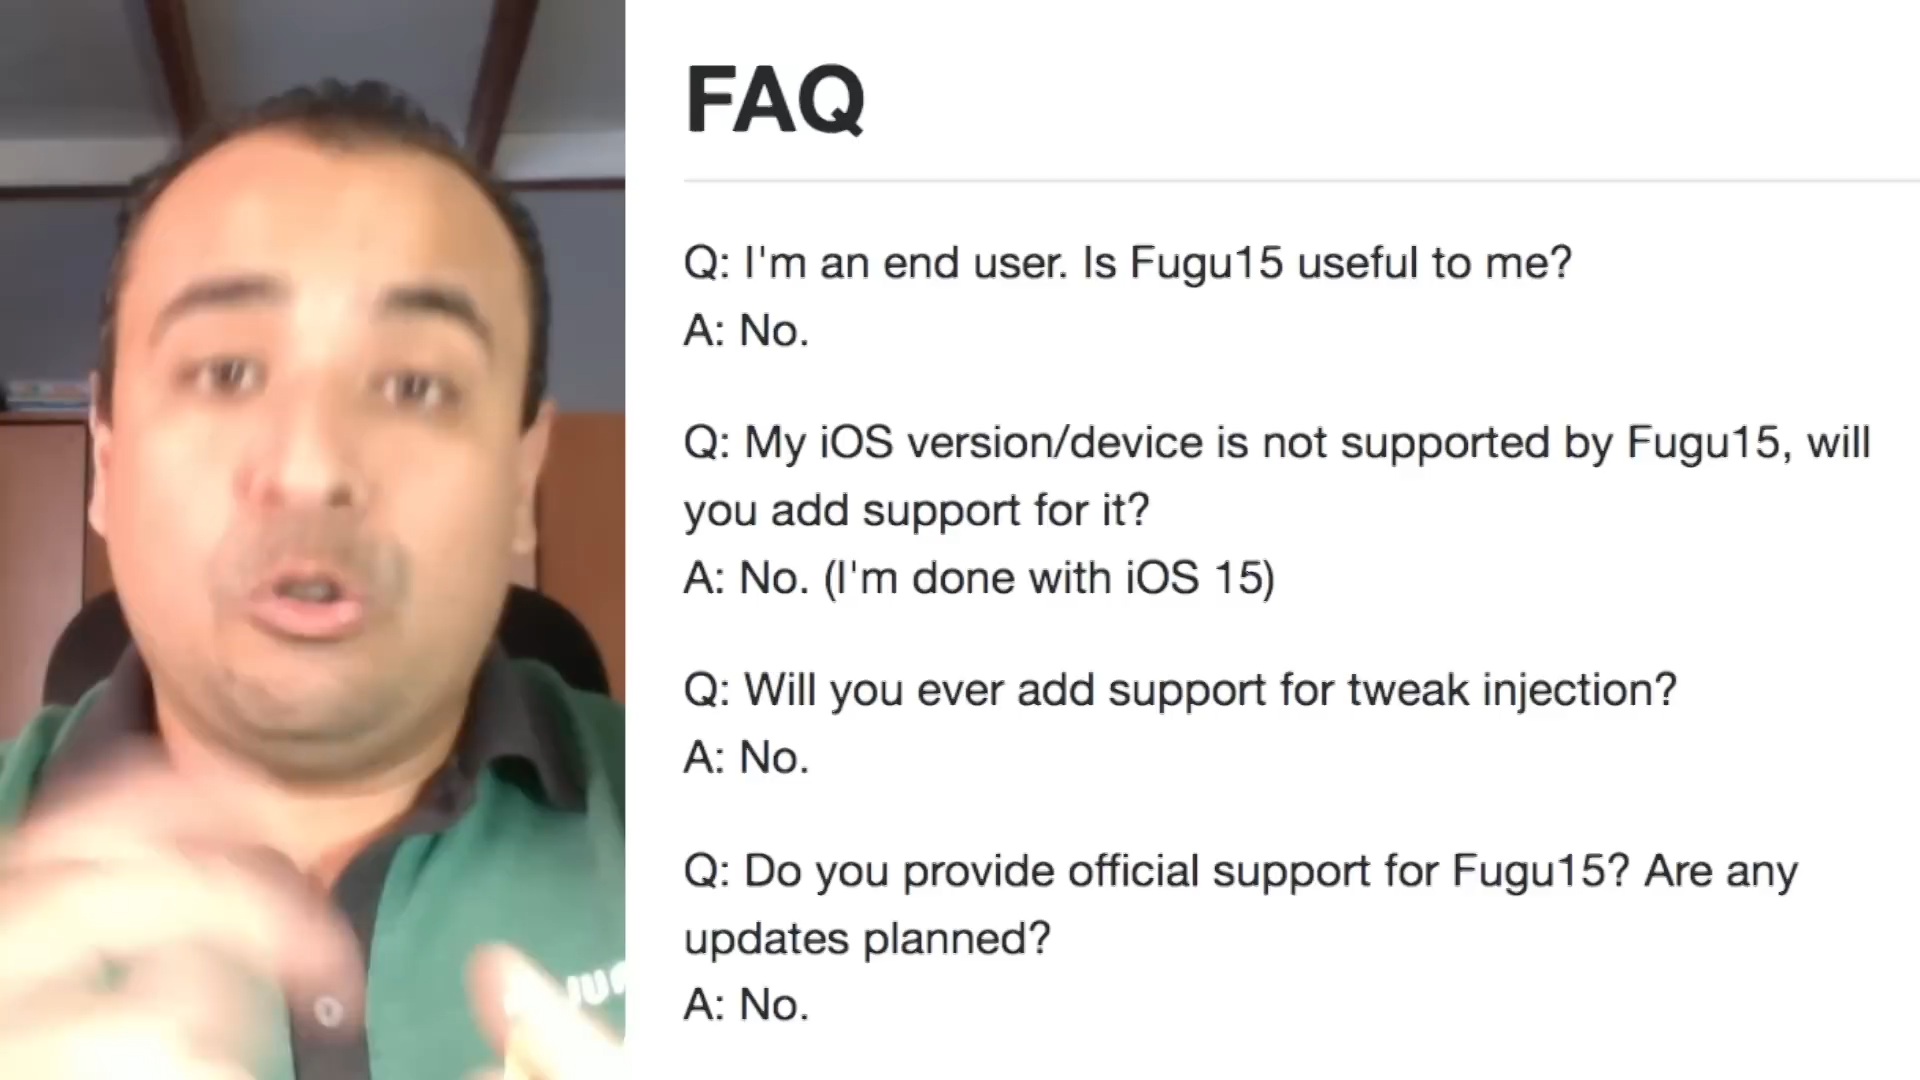 FAQ
Q: I'm an end user. Is Fugu15 useful to me?
A: No.
Q: My iOS version/device is not supported by Fugu15, will
you add support for it?
A: No. (I'm done with iOS 15)
Q: Will you ever add support for tweak injection?
A: No.
Q: Do you provide official support for Fugu15? Are any
updates planned?
A: No.